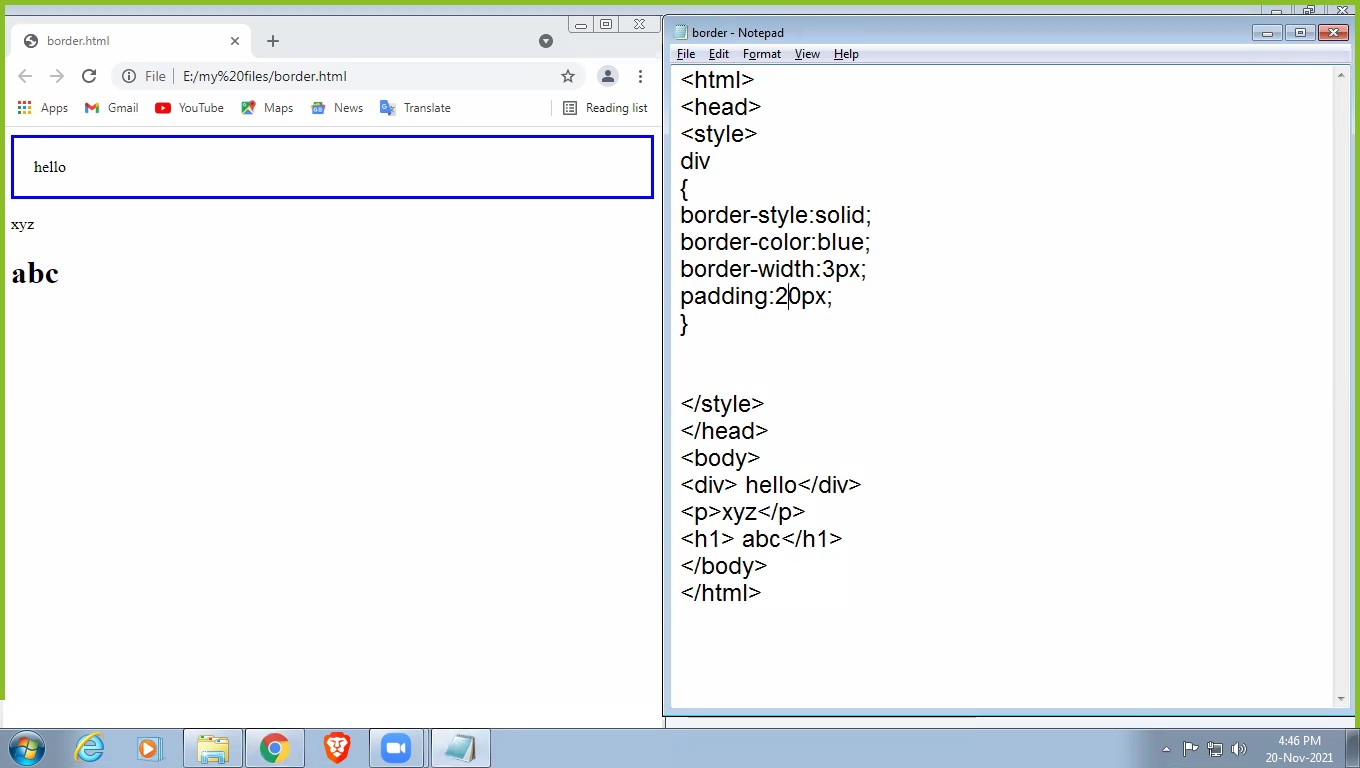 border.html
File
E:/my%20files/border.html
Apps
Gmail
YouTube
Maps
News
Translate
Reading list
hello
xyz
abc
border - Notepad
File Edit Format View Help
<html>
<head>
<style>
div
{
border-style:solid;
border-color:blue;
border-width:3px;
padding:20px;
}
</style>
</head>
<body>
<div> hello</div>
<p>xyz</p>
<h1> abc</h1>
</body>
</html>
4:46 PM
20-Nov-2021